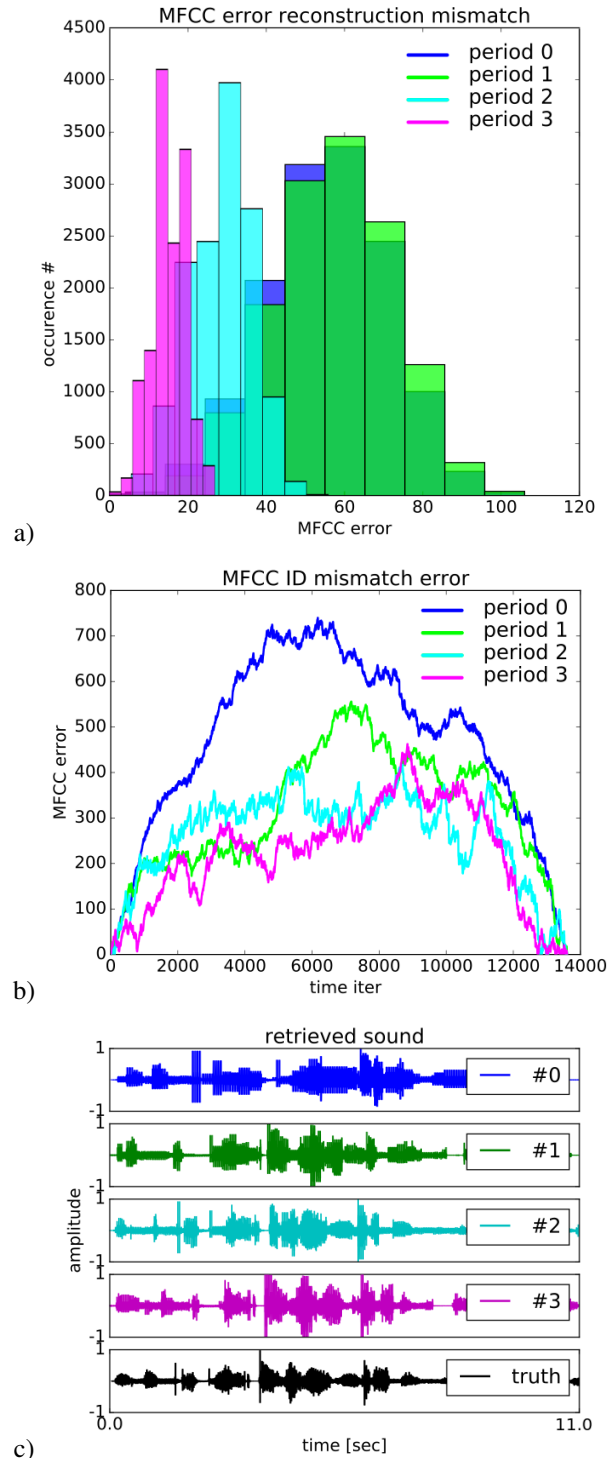 MFCC error reconstruction mismatch
4500
4000
3500
3000
2500
2000
1500
1000
500
0
occurence #
period 0
period 1
period 2
period 3
0 20 40 60 80 100 120
MFCC error
a)
MFCC ID mismatch error
800
700
600
500
400
300
200
100
0
MFCC error
period 0
period 1
period 2
period 3
0 2000 4000 6000 8000 10000 12000 14000
time iter
b)
retrieved sound
1
-1
#0
1
-1
#1
amplitude
1
-1
#2
1
-1
#3
1
-1
truth
0.0 11.0
time [sec]
c)